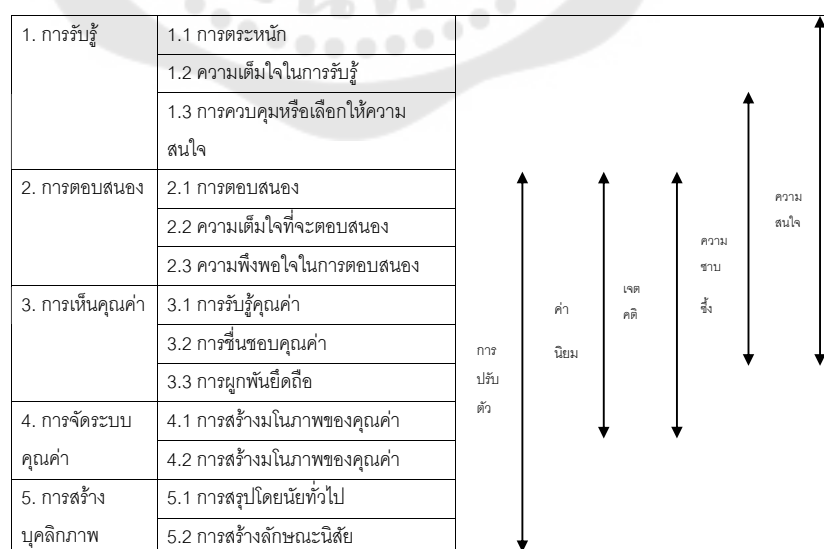 1. การรับรู้
1.1 การตระหนัก
1.2 ความเต็มใจในการรับรู้
1.3 การควบคุมหรือเลือกให้ความ
สนใจ
2. การตอบสนอง
2.1 การตอบสนอง
2.2 ความเต็มใจที่จะตอบสนอง
2.3 ความพึงพอใจในการตอบสนอง
3. การเห็นคุณค่า
3.1 การรับรู้คุณค่า
3.2 การชื่นชอบคุณค่า
3.3 การผูกพันยึดถือ
4. การจัดระบบ
คุณค่า
4.1 การสร้างมโนภาพของคุณค่า
4.2 การสร้างมโนภาพของคุณค่า
5. การสร้าง
บุคลิกภาพ
5.1 การสรุปโดยนัยทั่วไป
5.2 การสร้างลักษณะนิสัย
การ
ปรับ
ตัว
ค่า
นิยม
เจต
คติ
ความ
ซาบ
ซึ้ง
ความ
สนใจ